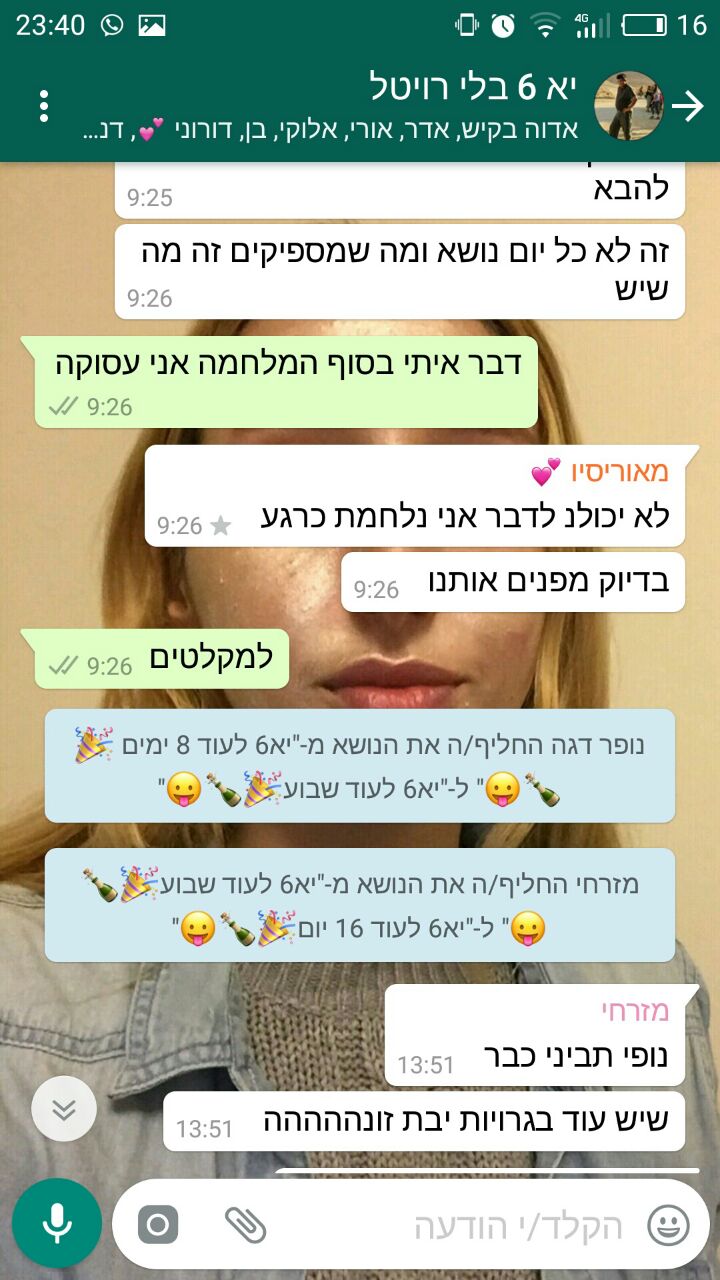 23:40
4G
16
יא 6 בלי רויטל
אדוה בקיש, אדר, אורי, אלוקי, בן, דורוני 💕, דנ...
להבא
9:25
זה לא כל יום נושא ומה שמספיקים זה מה
שיש
9:26
דבר איתי בסוף המלחמה אני עסוקה
9:26
מאוריסיו 💕
לא יכולנ לדבר אני נלחמת כרגע
9:26
בדיוק מפנים אותנו
9:26
למקלטים
9:26
נופר דגה החליף/ה את הנושא מ-"יא6 לעוד 8 ימים 🎉
🍾😛" ל-"יא6 לעוד שבוע🎉🍾😛"
מזרחי החליף/ה את הנושא מ-"יא6 לעוד שבוע🎉🍾
😛" ל-"יא6 לעוד 16 יום🎉🍾😛"
מזרחי
נופי תביני כבר
13:51
שיש עוד בגרויות יבת זונההההה
13:51
הקלד/י הודעה